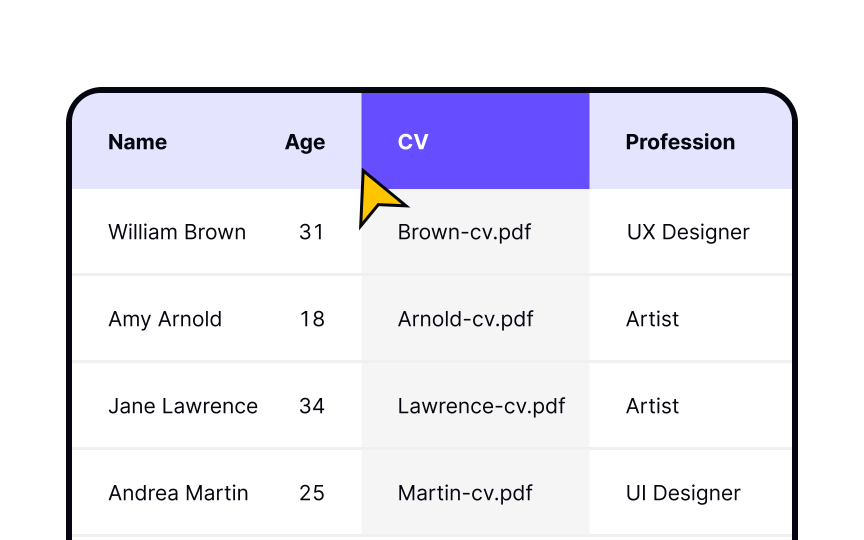 Name Age CV Profession
William Brown 31 Brown-cv.pdf UX Designer
Amy Arnold 18 Arnold-cv.pdf Artist
Jane Lawrence 34 Lawrence-cv.pdf Artist
Andrea Martin 25 Martin-cv.pdf UI Designer